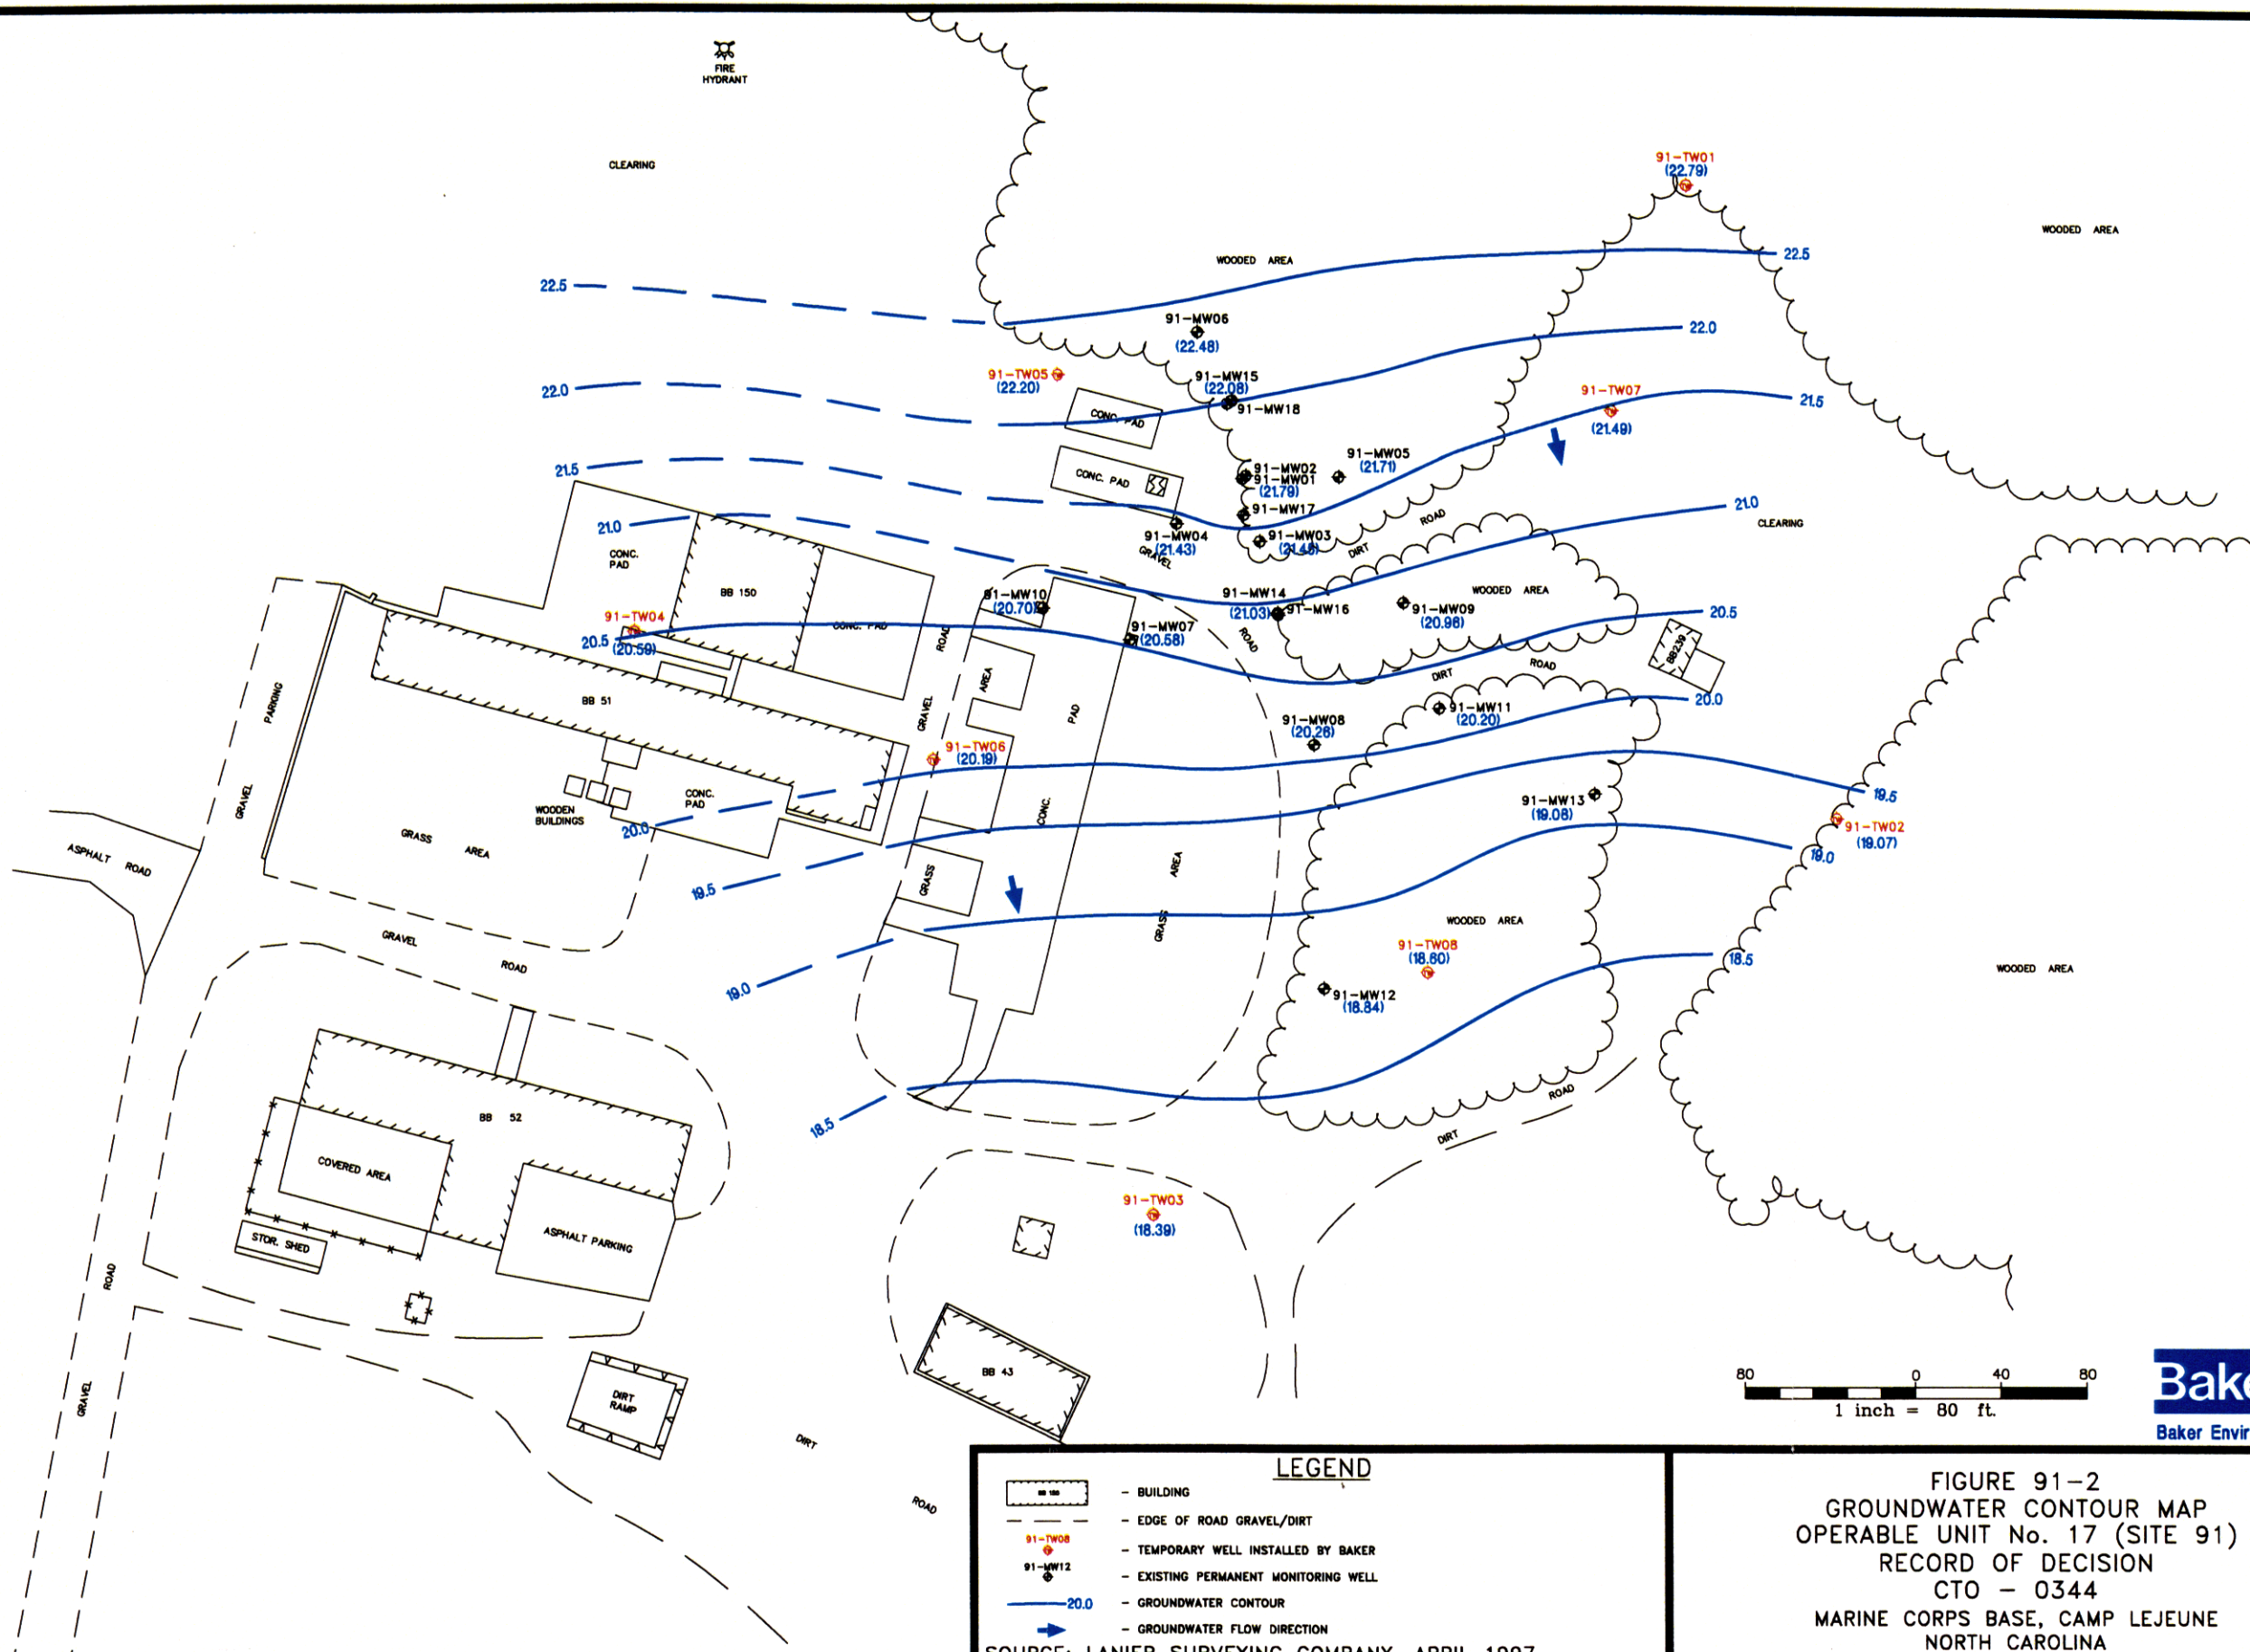 FIRE
HYDRANT
CLEARING
91-TW01
(22.79)
WOODED AREA
WOODED AREA
22.5
22.5
91-MW06
(22.48)
22.0
91-TW05
(22.20)
22.0
91-MW15
(22.08)
91-MW18
91-TW07
(21.49)
21.5
CONC. PAD
21.5
CONC. PAD
91-MW02
91-MW01
(21.79)
91-MW05
(21.71)
91-MW17
91-MW04
(21.43)
GRAVEL
91-MW03
DIRT
ROAD
21.0
CLEARING
21.0
CONC.
PAD
BB 150
CONC. PAD
91-MW10
(20.70)
91-MW07
(20.58)
91-MW14
(21.03)
91-MW16
WOODED AREA
91-MW09
(20.96)
20.5
91-TW04
20.5
(20.59)
ROAD
ROAD
BB239
DIRT
ROAD
PARKING
GRAVEL
BB 51
AREA
GRAVEL
PAD
91-MW08
(20.26)
91-MW11
(20.20)
20.0
91-TW06
(20.19)
WOODEN
BUILDINGS
CONC.
PAD
20.0
CONC.
19.5
91-MW13
(19.08)
91-TW02
(19.07)
19.0
ASPHALT ROAD
GRASS AREA
19.5
GRASS
GRASS AREA
GRAVEL
ROAD
19.0
WOODED AREA
91-TW08
(18.60)
91-MW12
(18.84)
18.5
WOODED AREA
18.5
DIRT
ROAD
BB 52
COVERED AREA
STOR. SHED
ASPHALT PARKING
91-TW03
(18.39)
ROAD
GRAVEL
DIRT
RAMP
BB 43
DIRT
ROAD
80 0 40 80
1 inch = 80 ft.
Baker Envir
LEGEND
BB 150
- BUILDING
- EDGE OF ROAD GRAVEL/DIRT
91-TW08
- TEMPORARY WELL INSTALLED BY BAKER
91-MW12
- EXISTING PERMANENT MONITORING WELL
20.0
- GROUNDWATER CONTOUR
- GROUNDWATER FLOW DIRECTION
SOURCE: LANIER SURVEYING COMPANY, APRIL 1997
FIGURE 91-2
GROUNDWATER CONTOUR MAP
OPERABLE UNIT No. 17 (SITE 91)
RECORD OF DECISION
CTO - 0344
MARINE CORPS BASE, CAMP LEJEUNE
NORTH CAROLINA